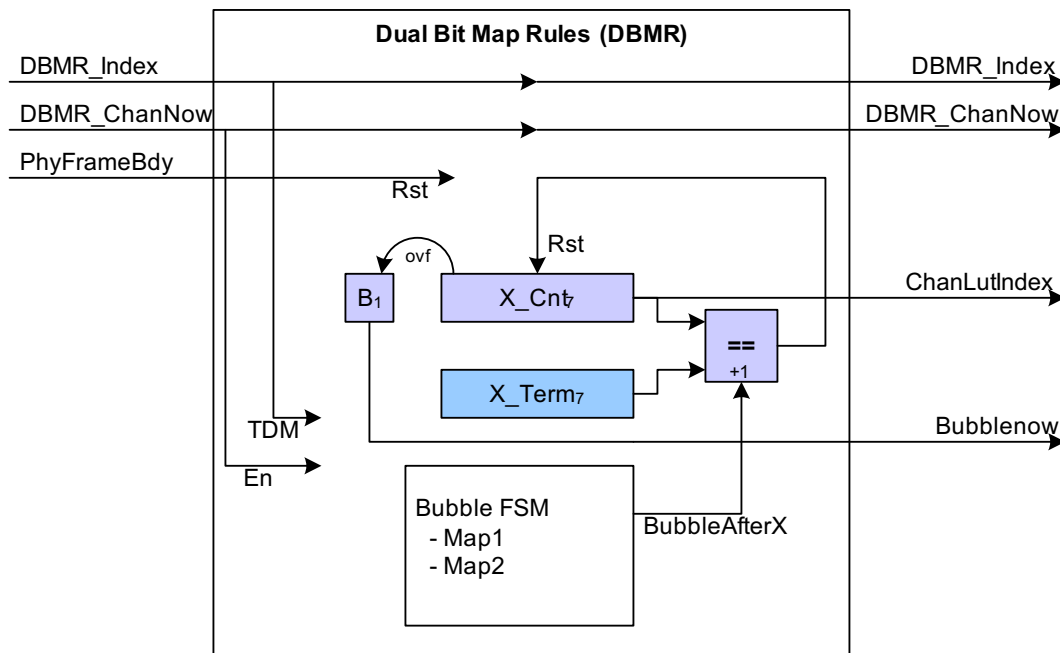 Dual Bit Map Rules (DBMR)
DBMR_Index
DBMR_Index
DBMR_ChanNow
DBMR_ChanNow
PhyFrameBdy
Rst
Rst
ovf
B1
X_Cnt7
ChanLutIndex
==
+1
X_Term7
TDM
Bubblenow
En
Bubble FSM
- Map1
- Map2
BubbleAfterX